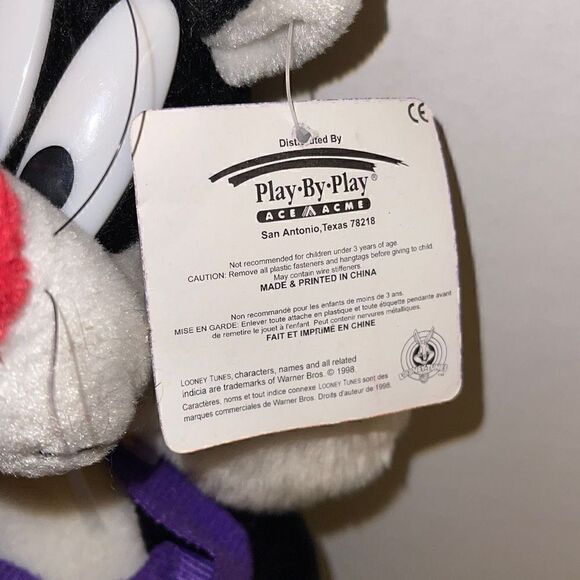 CE
Distributed By
Play•By•Play®
ACE ACME
San Antonio, Texas 78218
Not recommended for children under 3 years of age.
CAUTION: Remove all plastic fasteners and hangtags before giving to child.
May contain wire stiffeners.
MADE & PRINTED IN CHINA
Non recommandé pour les enfants de moins de 3 ans.
MISE EN GARDE: Enlever toute attache en plastique et toute étiquette pendante avant
de remetire le jouet à l'enfant. Peut contenir nervures métalliques.
FAIT ET IMPRIMÉ EN CHINE
LOONEY TUNES, characters, names and all related
indicia are trademarks of Warner Bros. © 1998.
Caractères, noms et tout indice connexe LOONEY TUNES sont des
marques commerciales de Warner Bros. Droits d'auteur de 1998.
LOONEY TUNES
TM